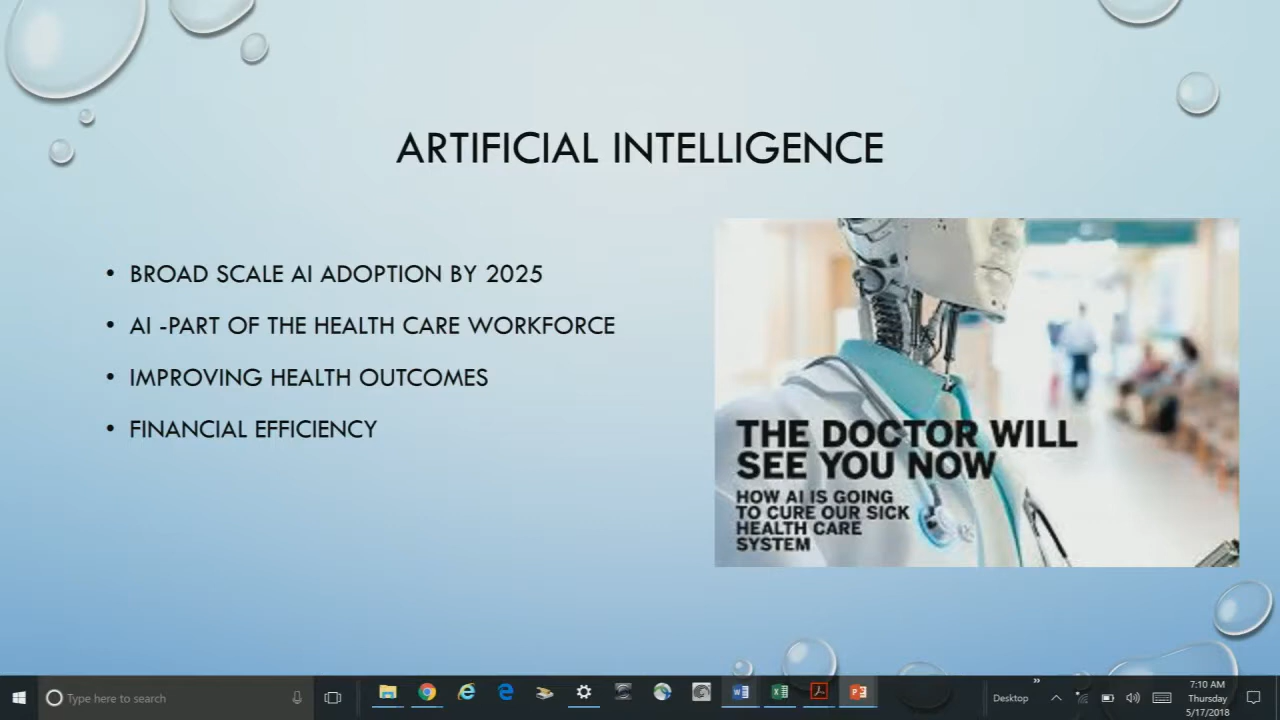 ARTIFICIAL INTELLIGENCE
• BROAD SCALE AI ADOPTION BY 2025
• AI -PART OF THE HEALTH CARE WORKFORCE
• IMPROVING HEALTH OUTCOMES
• FINANCIAL EFFICIENCY
THE DOCTOR WILL
SEE YOU NOW
HOW AI IS GOING
TO CURE OUR SICK
HEALTH CARE
SYSTEM
Type here to search
Desktop
7:10 AM
Thursday
5/17/2018